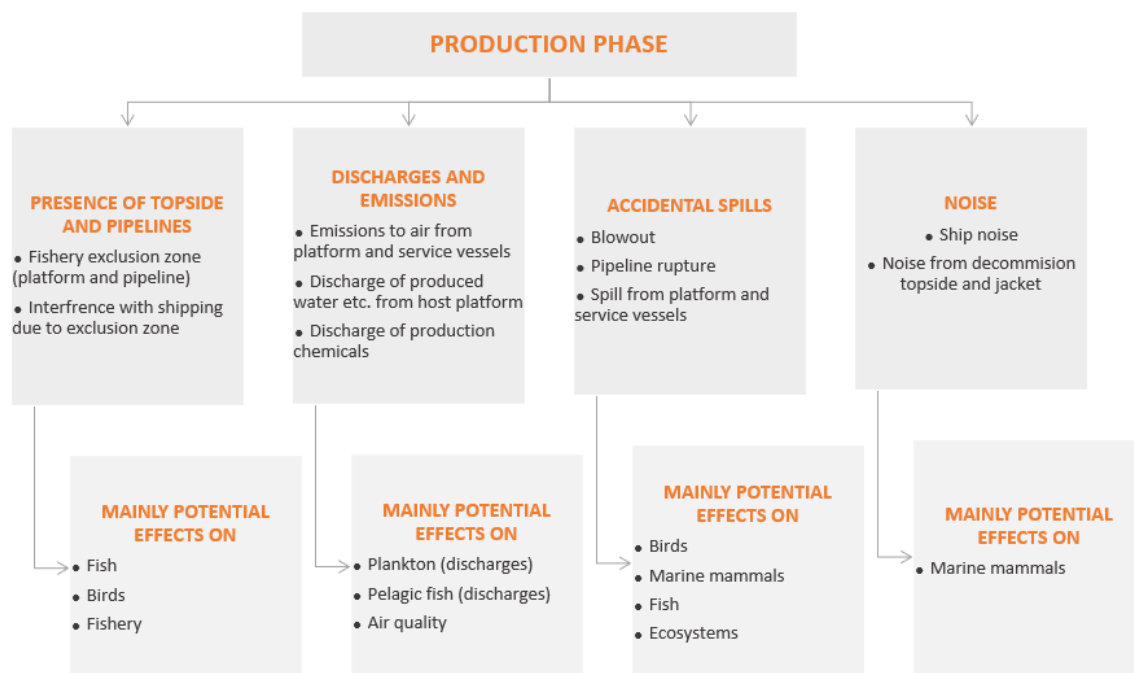 PRODUCTION PHASE
PRESENCE OF TOPSIDE
AND PIPELINES
• Fishery exclusion zone
(platform and pipeline)
• Interfrence with shipping
due to exclusion zone
DISCHARGES AND
EMISSIONS
• Emissions to air from
platform and service vessels
• Discharge of produced
water etc. from host platform
• Discharge of production
chemicals
ACCIDENTAL SPILLS
• Blowout
• Pipeline rupture
• Spill from platform and
service vessels
NOISE
• Ship noise
• Noise from decommision
topside and jacket
MAINLY POTENTIAL
EFFECTS ON
• Fish
• Birds
• Fishery
MAINLY POTENTIAL
EFFECTS ON
• Plankton (discharges)
• Pelagic fish (discharges)
• Air quality
MAINLY POTENTIAL
EFFECTS ON
• Birds
• Marine mammals
• Fish
• Ecosystems
MAINLY POTENTIAL
EFFECTS ON
• Marine mammals